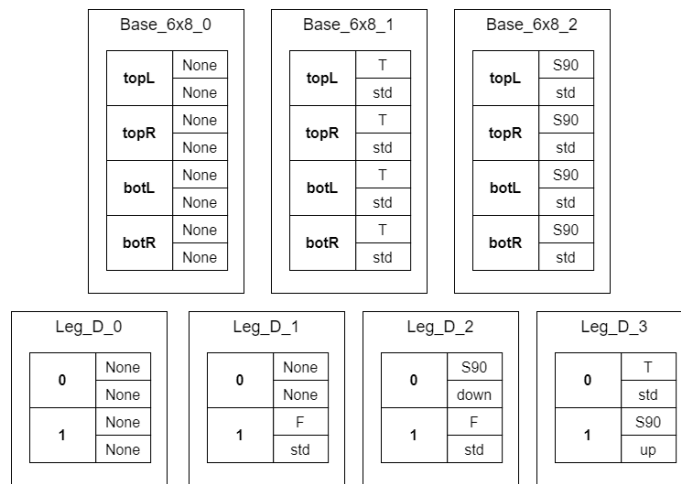 Base_6x8_0 Base_6x8_1 Base_6x8_2
topL None None topL T std topL S90 std
topR None None topR T std topR S90 std
botL None None botL T std botL S90 std
botR None None botR T std botR S90 std
Leg_D_0 Leg_D_1 Leg_D_2 Leg_D_3
0 None None 0 None None 0 S90 down 0 T std
1 None None 1 F std 1 F std 1 S90 up